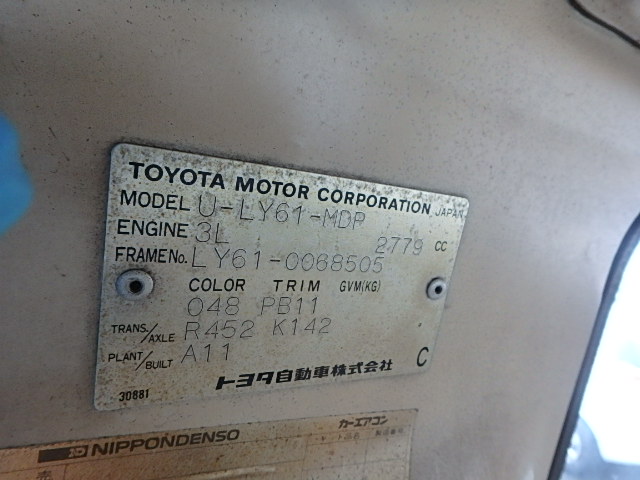 TOYOTA MOTOR CORPORATION JAPAN
MODEL U-LY61-MDP
ENGINE 3L 2779 CC
FRAME No. LY61-0068505
COLOR TRIM GVM(KG)
048 PB11
TRANS./AXLE R452 K142
PLANT/BUILT A11
トヨタ自動車株式会社 C
30881
NIPPONDENSO カーエアコン